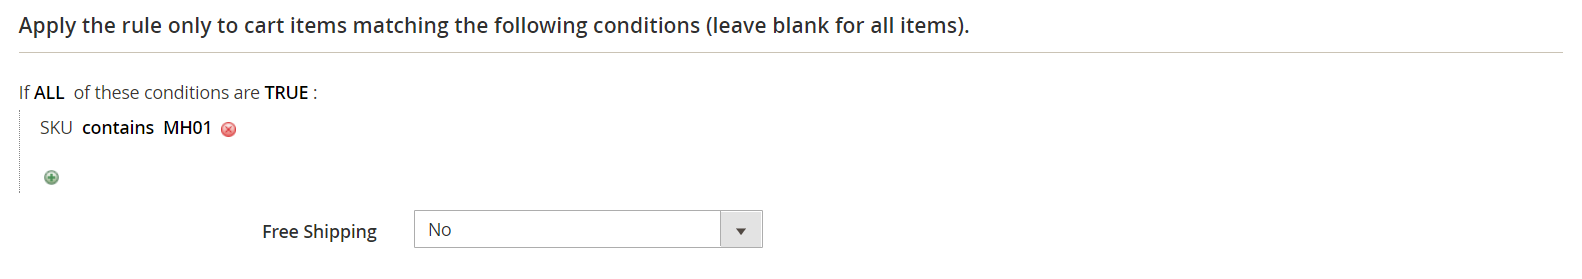 Apply the rule only to cart items matching the following conditions (leave blank for all items).
If ALL of these conditions are TRUE :
SKU contains MH01
Free Shipping No